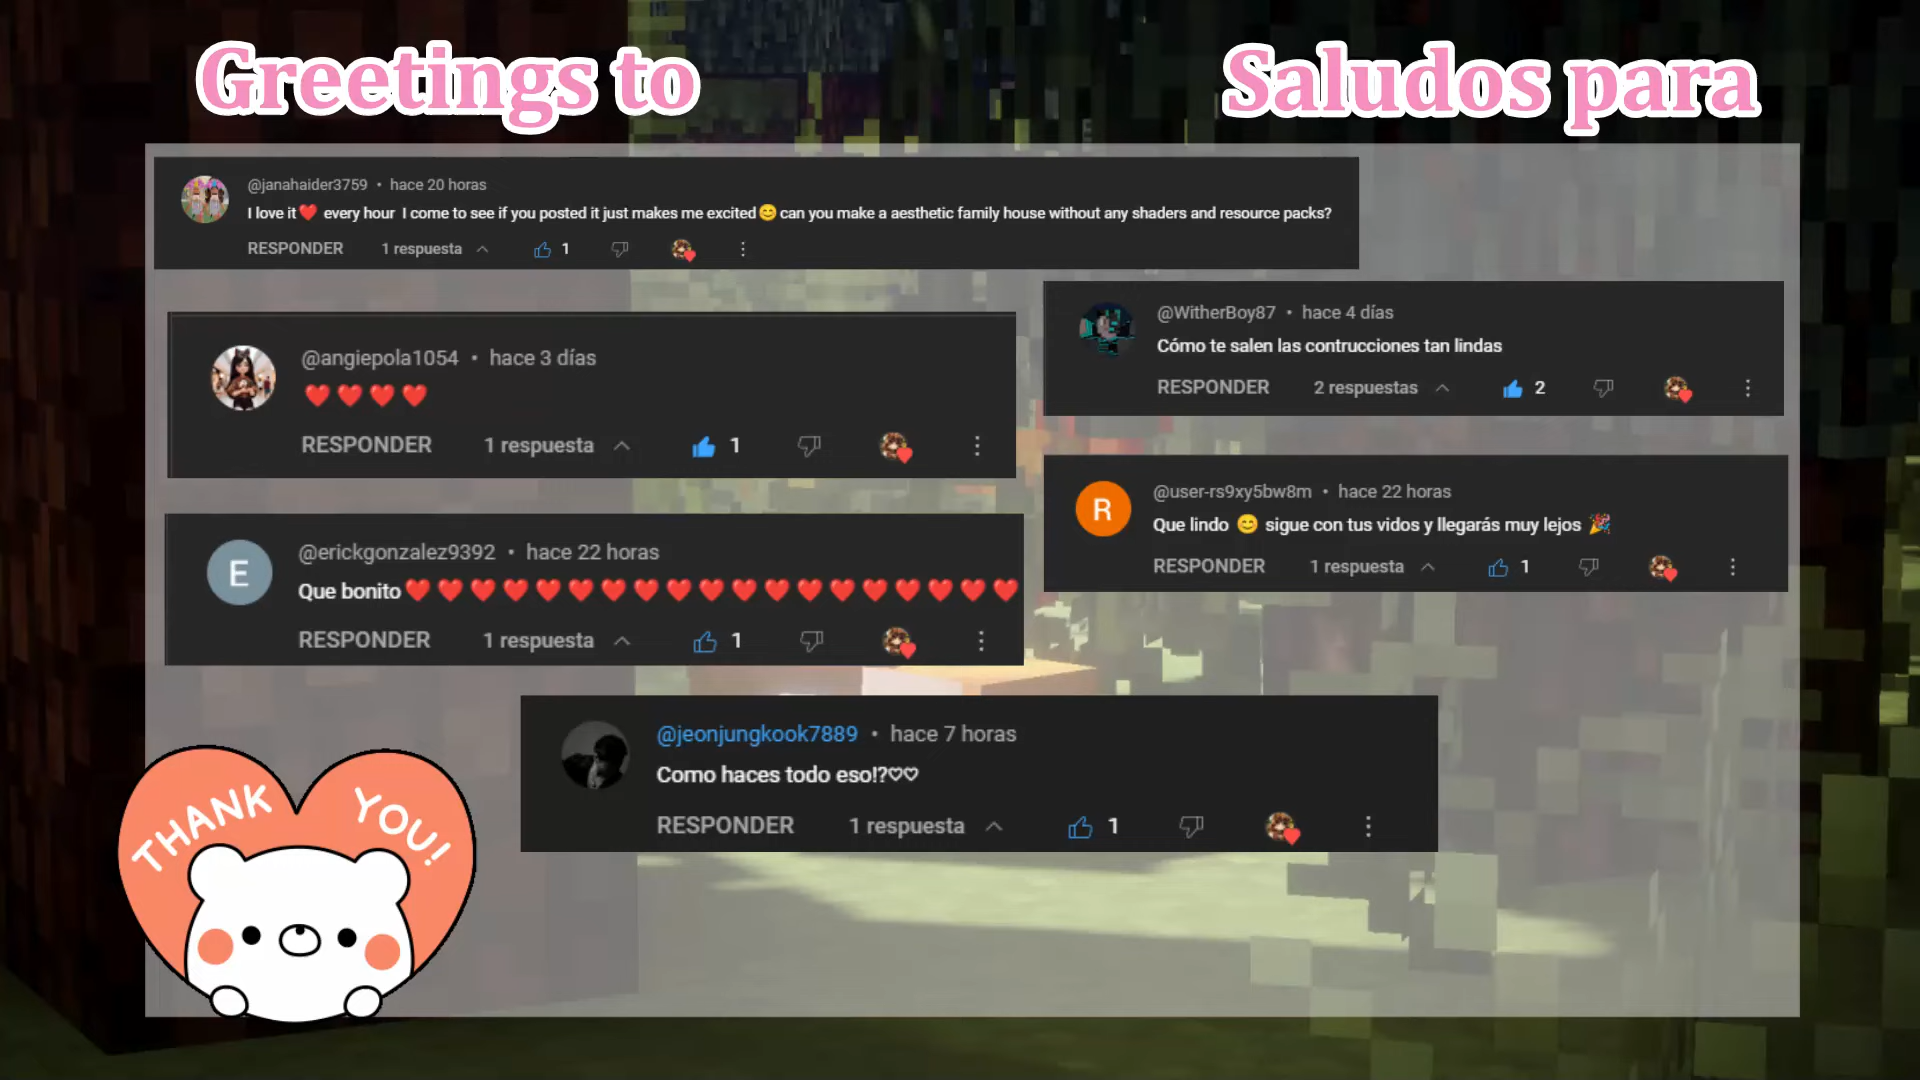 Greetings to
Saludos para
@janahaider3759 • hace 20 horas
I love it❤️ every hour I come to see if you posted it just makes me excited😊 can you make a aesthetic family house without any shaders and resource packs?
RESPONDER 1 respuesta 1
@angiepola1054 • hace 3 días
❤️❤️❤️❤️
RESPONDER 1 respuesta 1
@WitherBoy87 • hace 4 días
Cómo te salen las contrucciones tan lindas
RESPONDER 2 respuestas 2
@user-rs9xy5bw8m • hace 22 horas
Que lindo 😊 sigue con tus vidos y llegarás muy lejos 🎉
RESPONDER 1 respuesta 1
E
@erickgonzalez9392 • hace 22 horas
Que bonito❤️❤️❤️❤️❤️❤️❤️❤️❤️❤️❤️❤️❤️❤️❤️❤️❤️❤️❤️
RESPONDER 1 respuesta 1
R
@jeonjungkook7889 • hace 7 horas
Como haces todo eso!?♡♡
RESPONDER 1 respuesta 1
THANK YOU!